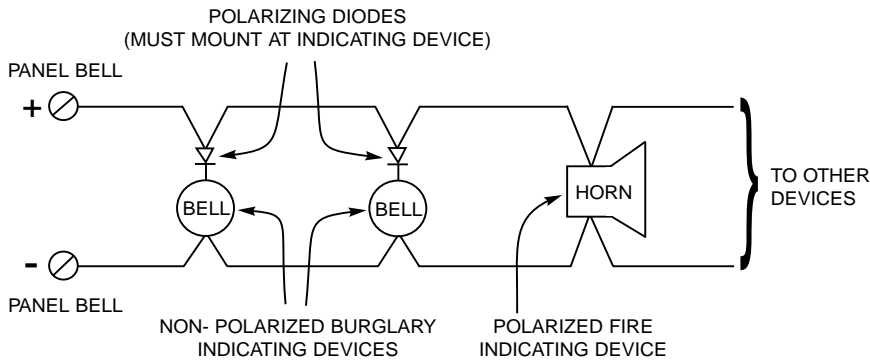 POLARIZING DIODES
(MUST MOUNT AT INDICATING DEVICE)
PANEL BELL
+
BELL
BELL
HORN
TO OTHER
DEVICES
-
PANEL BELL
NON- POLARIZED BURGLARY
INDICATING DEVICES
POLARIZED FIRE
INDICATING DEVICE